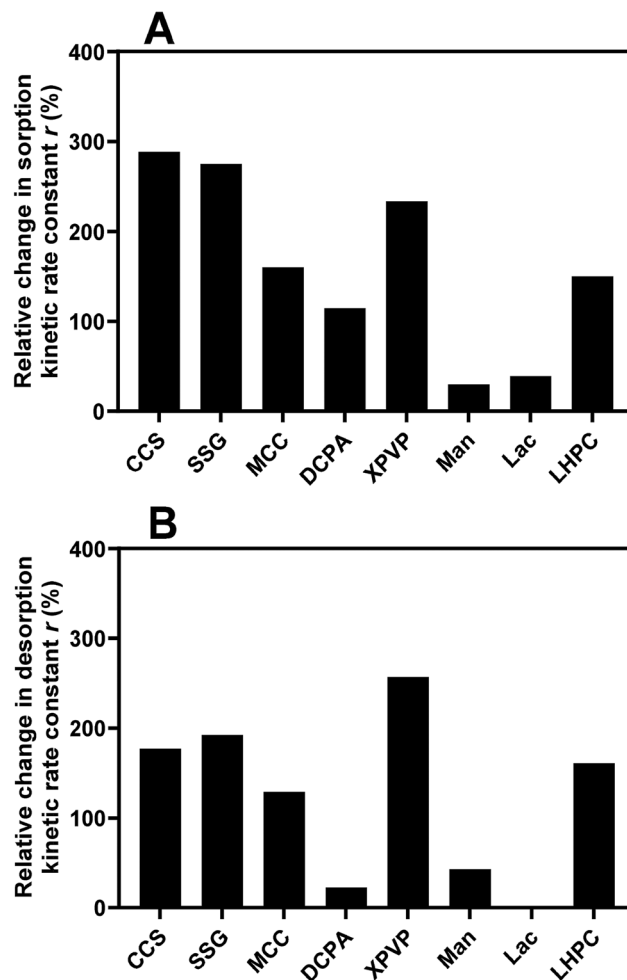 A
Relative change in sorption
kinetic rate constant r (%)
400
300
200
100
0
CCS
SSG
MCC
DCPA
XPVP
Man
Lac
LHPC
B
Relative change in desorption
kinetic rate constant r (%)
400
300
200
100
0
CCS
SSG
MCC
DCPA
XPVP
Man
Lac
LHPC